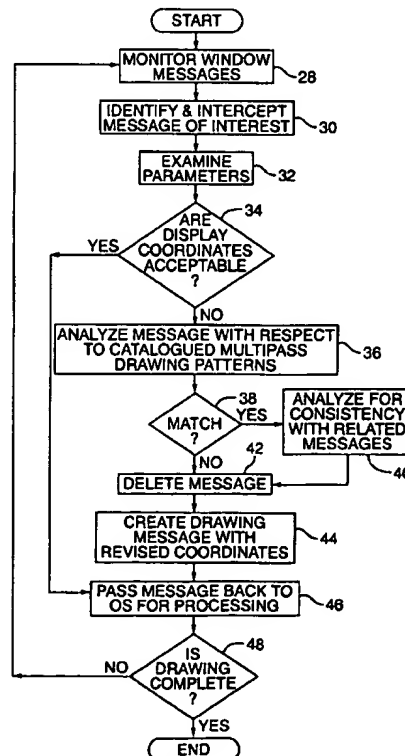 START
MONITOR WINDOW
MESSAGES
28
IDENTIFY & INTERCEPT
MESSAGE OF INTEREST
30
EXAMINE
PARAMETERS
32
34
ARE
DISPLAY
COORDINATES
ACCEPTABLE
?
YES
NO
ANALYZE MESSAGE WITH RESPECT
TO CATALOGUED MULTIPASS
DRAWING PATTERNS
36
38
MATCH
?
YES
ANALYZE FOR
CONSISTENCY
WITH RELATED
MESSAGES
40
NO
42
DELETE MESSAGE
CREATE DRAWING
MESSAGE WITH
REVISED COORDINATES
44
PASS MESSAGE BACK TO
OS FOR PROCESSING
46
48
IS
DRAWING
COMPLETE
?
NO
YES
END